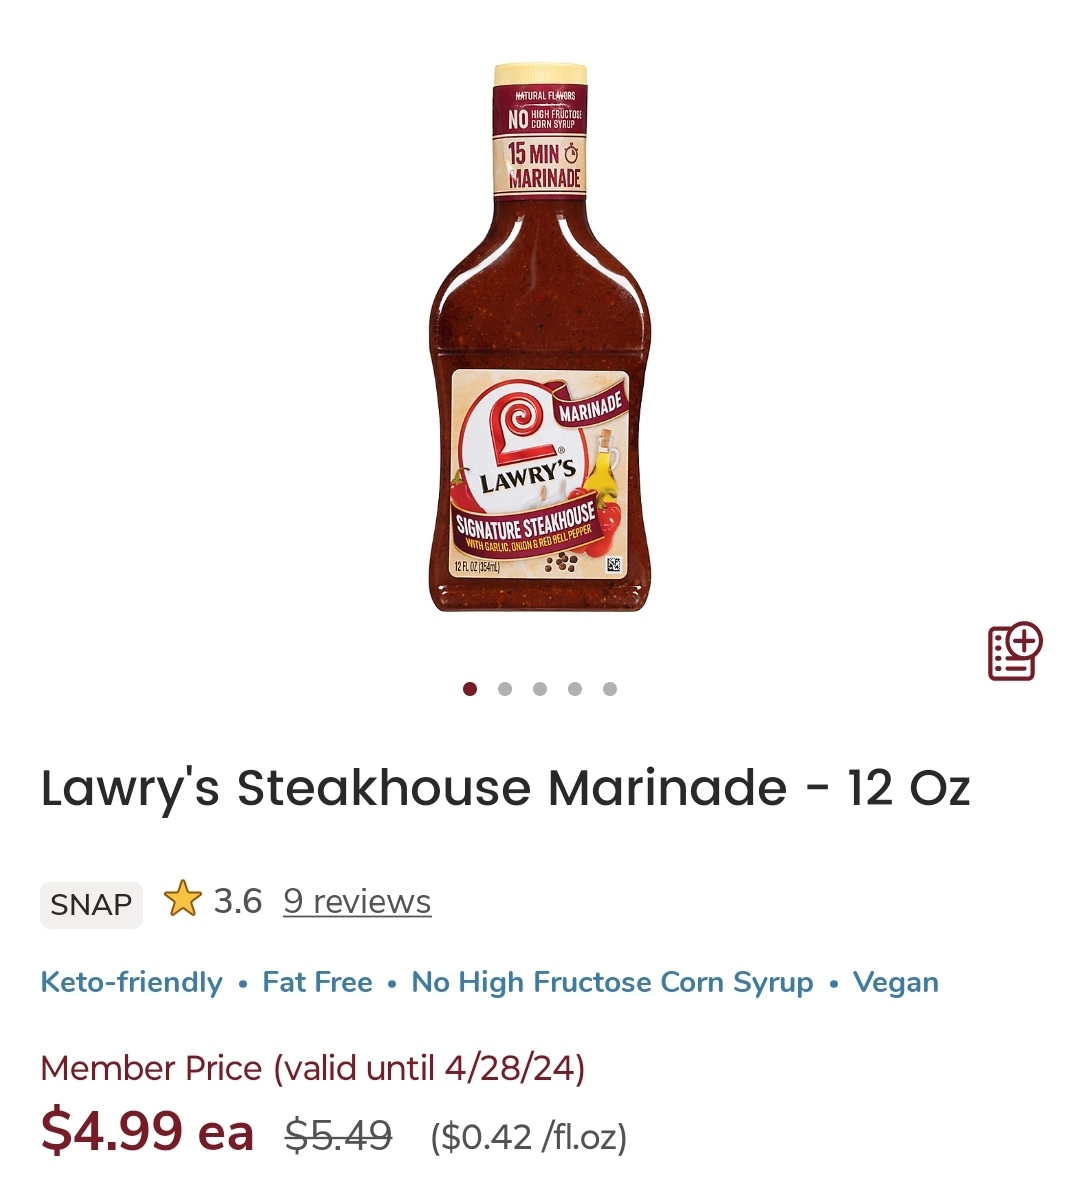 NATURAL FLAVORS
NO HIGH FRUCTOSE
CORN SYRUP
15 MIN
MARINADE
MARINADE
LAWRY'S®
SIGNATURE STEAKHOUSE
WITH GARLIC, ONION & RED BELL PEPPER
12 FL OZ (354mL)
Lawry's Steakhouse Marinade - 12 Oz
SNAP 3.6 9 reviews
Keto-friendly • Fat Free • No High Fructose Corn Syrup • Vegan
Member Price (valid until 4/28/24)
$4.99 ea $5.49 ($0.42 /fl.oz)